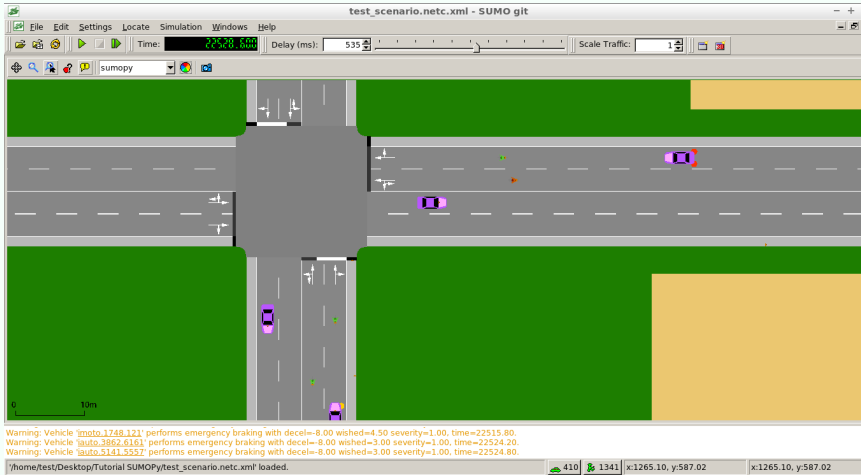 test_scenario.netc.xml - SUMO git
File Edit Settings Locate Simulation Windows Help
Time: Delay (ms): 535 Scale Traffic: 1
sumopy
0 10m
Warning: Vehicle 'imoto.1748.121' performs emergency braking with decel=-8.00 wished=4.50 severity=1.00, time=22515.80.
Warning: Vehicle 'iauto.3862.6161' performs emergency braking with decel=-8.00 wished=3.00 severity=1.00, time=22524.20.
Warning: Vehicle 'iauto.5141.5557' performs emergency braking with decel=-8.00 wished=3.00 severity=1.00, time=22524.80.
'/home/test/Desktop/Tutorial SUMOPy/test_scenario.netc.xml' loaded. 410 1341 x:1265.10, y:587.02 x:1265.10, y:587.02